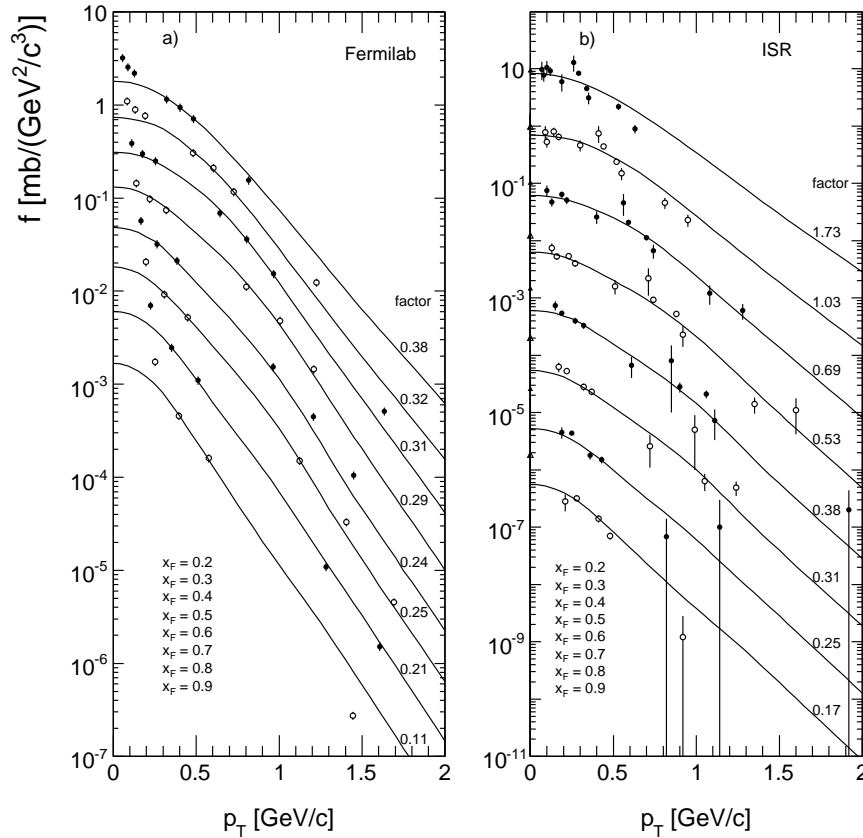 f [mb/(GeV²/c³)]
a)
Fermilab
10
1
10⁻¹
10⁻²
10⁻³
10⁻⁴
10⁻⁵
10⁻⁶
10⁻⁷
factor
0.38
0.32
0.31
0.29
0.24
0.25
0.21
0.11
x_F = 0.2
x_F = 0.3
x_F = 0.4
x_F = 0.5
x_F = 0.6
x_F = 0.7
x_F = 0.8
x_F = 0.9
0 0.5 1 1.5 2
p_T [GeV/c]
b)
ISR
10
10⁻¹
10⁻³
10⁻⁵
10⁻⁷
10⁻⁹
10⁻¹¹
factor
1.73
1.03
0.69
0.53
0.38
0.31
0.25
0.17
x_F = 0.2
x_F = 0.3
x_F = 0.4
x_F = 0.5
x_F = 0.6
x_F = 0.7
x_F = 0.8
x_F = 0.9
0 0.5 1 1.5 2
p_T [GeV/c]